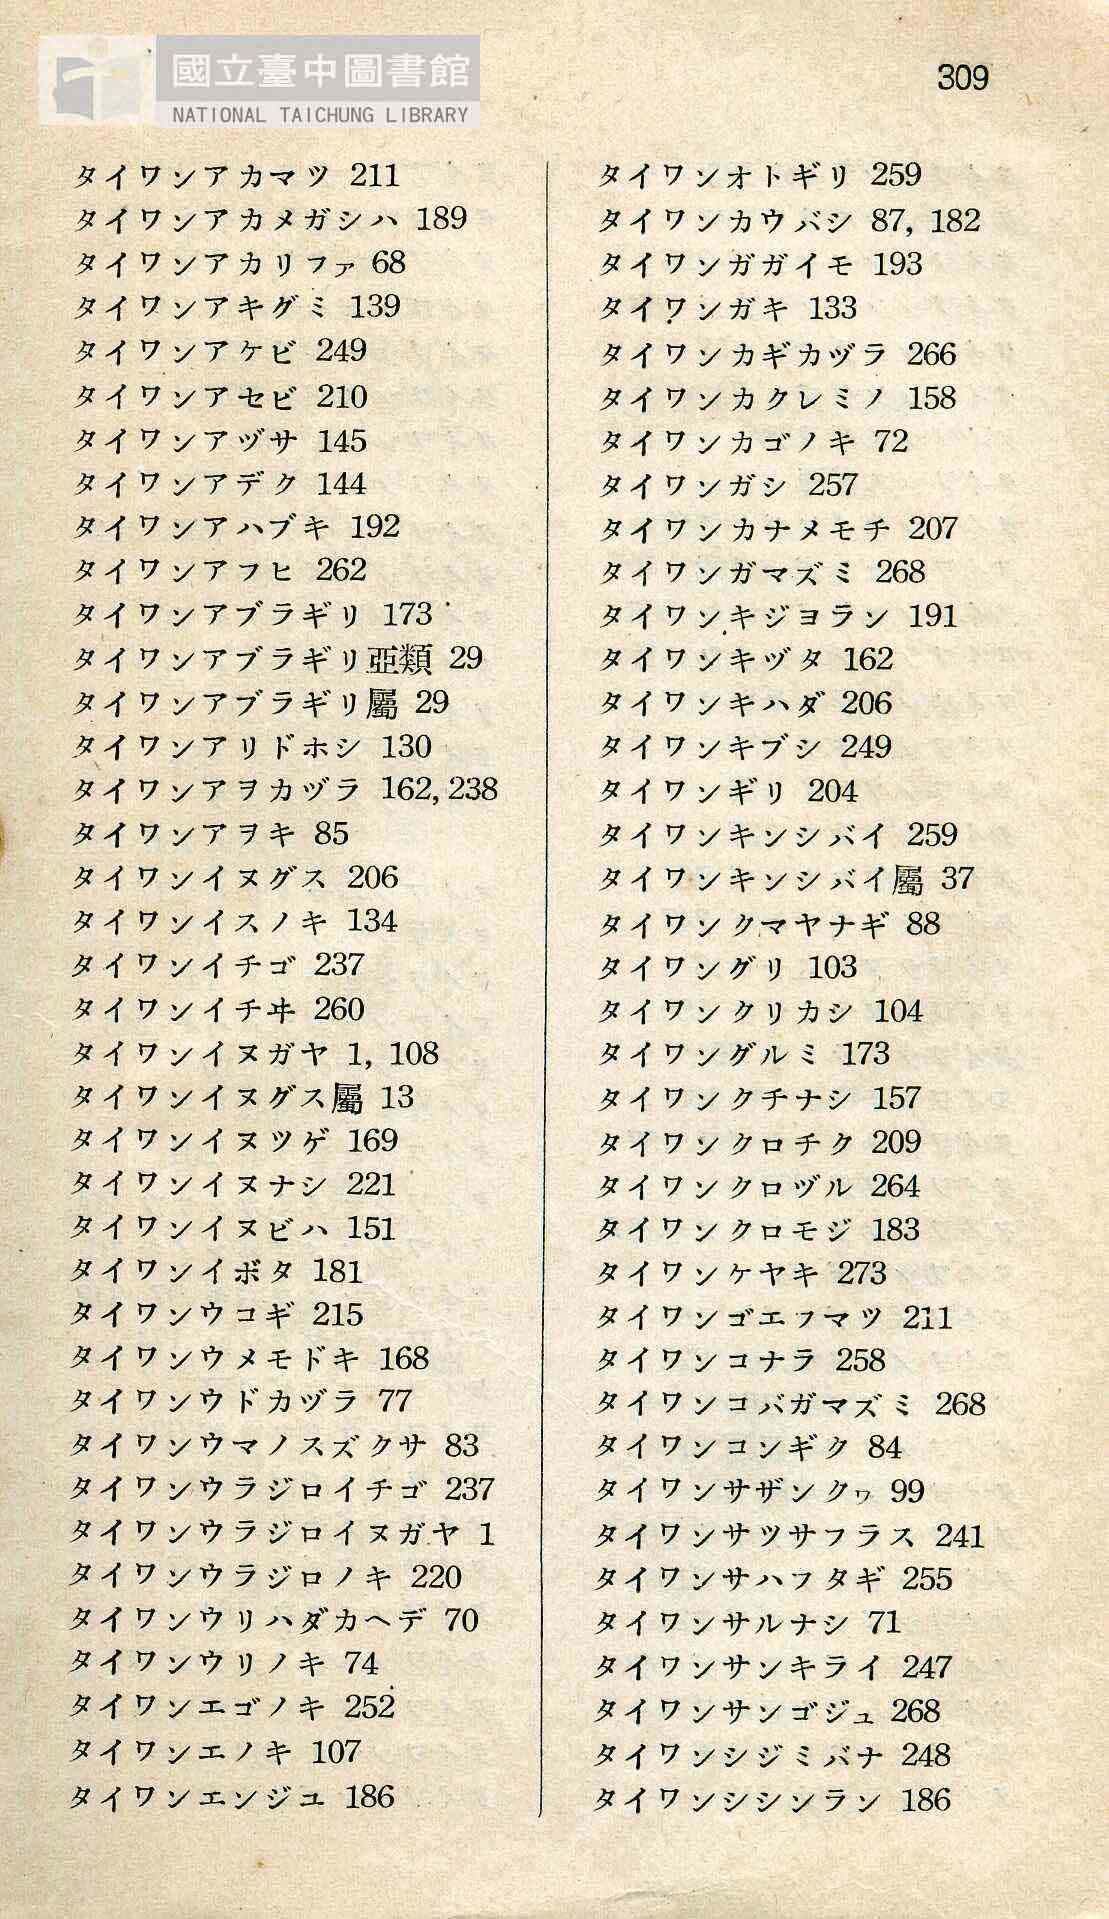 國立臺中圖書館
NATIONAL TAICHUNG LIBRARY
309
タイワンアカマツ 211
タイワンアカメガシハ 189
タイワンアカリファ 68
タイワンアキグミ 139
タイワンアケビ 249
タイワンアセビ 210
タイワンアヅサ 145
タイワンアデク 144
タイワンアハブキ 192
タイワンアフヒ 262
タイワンアブラギリ 173
タイワンアブラギリ亞類 29
タイワンアブラギリ屬 29
タイワンアリドホシ 130
タイワンアヲカヅラ 162, 238
タイワンアヲキ 85
タイワンイヌグス 206
タイワンイスノキ 134
タイワンイチゴ 237
タイワンイチヰ 260
タイワンイヌガヤ 1, 108
タイワンイヌグス屬 13
タイワンイヌツゲ 169
タイワンイヌナシ 221
タイワンイヌビハ 151
タイワンイボタ 181
タイワンウコギ 215
タイワンウメモドキ 168
タイワンウドカヅラ 77
タイワンウマノスズクサ 83
タイワンウラジロイチゴ 237
タイワンウラジロイヌガヤ 1
タイワンウラジロノキ 220
タイワンウリハダカヘデ 70
タイワンウリノキ 74
タイワンエゴノキ 252
タイワンエノキ 107
タイワンエンジユ 186
タイワンオトギリ 259
タイワンカウバシ 87, 182
タイワンガガイモ 193
タイワンガキ 133
タイワンカギカヅラ 266
タイワンカクレミノ 158
タイワンカゴノキ 72
タイワンガシ 257
タイワンカナメモチ 207
タイワンガマズミ 268
タイワンキジヨラン 191
タイワンキヅタ 162
タイワンキハダ 206
タイワンキブシ 249
タイワンギリ 204
タイワンキンシバイ 259
タイワンキンシバイ屬 37
タイワンクマヤナギ 88
タイワングリ 103
タイワンクリカシ 104
タイワングルミ 173
タイワンクチナシ 157
タイワンクロチク 209
タイワンクロヅル 264
タイワンクロモジ 183
タイワンケヤキ 273
タイワンゴエフマツ 211
タイワンコナラ 258
タイワンコバガマズミ 268
タイワンコンギク 84
タイワンサザンクヮ 99
タイワンサツサフラス 241
タイワンサハフタギ 255
タイワンサルナシ 71
タイワンサンキライ 247
タイワンサンゴジュ 268
タイワンシジミバナ 248
タイワンシシンラン 186